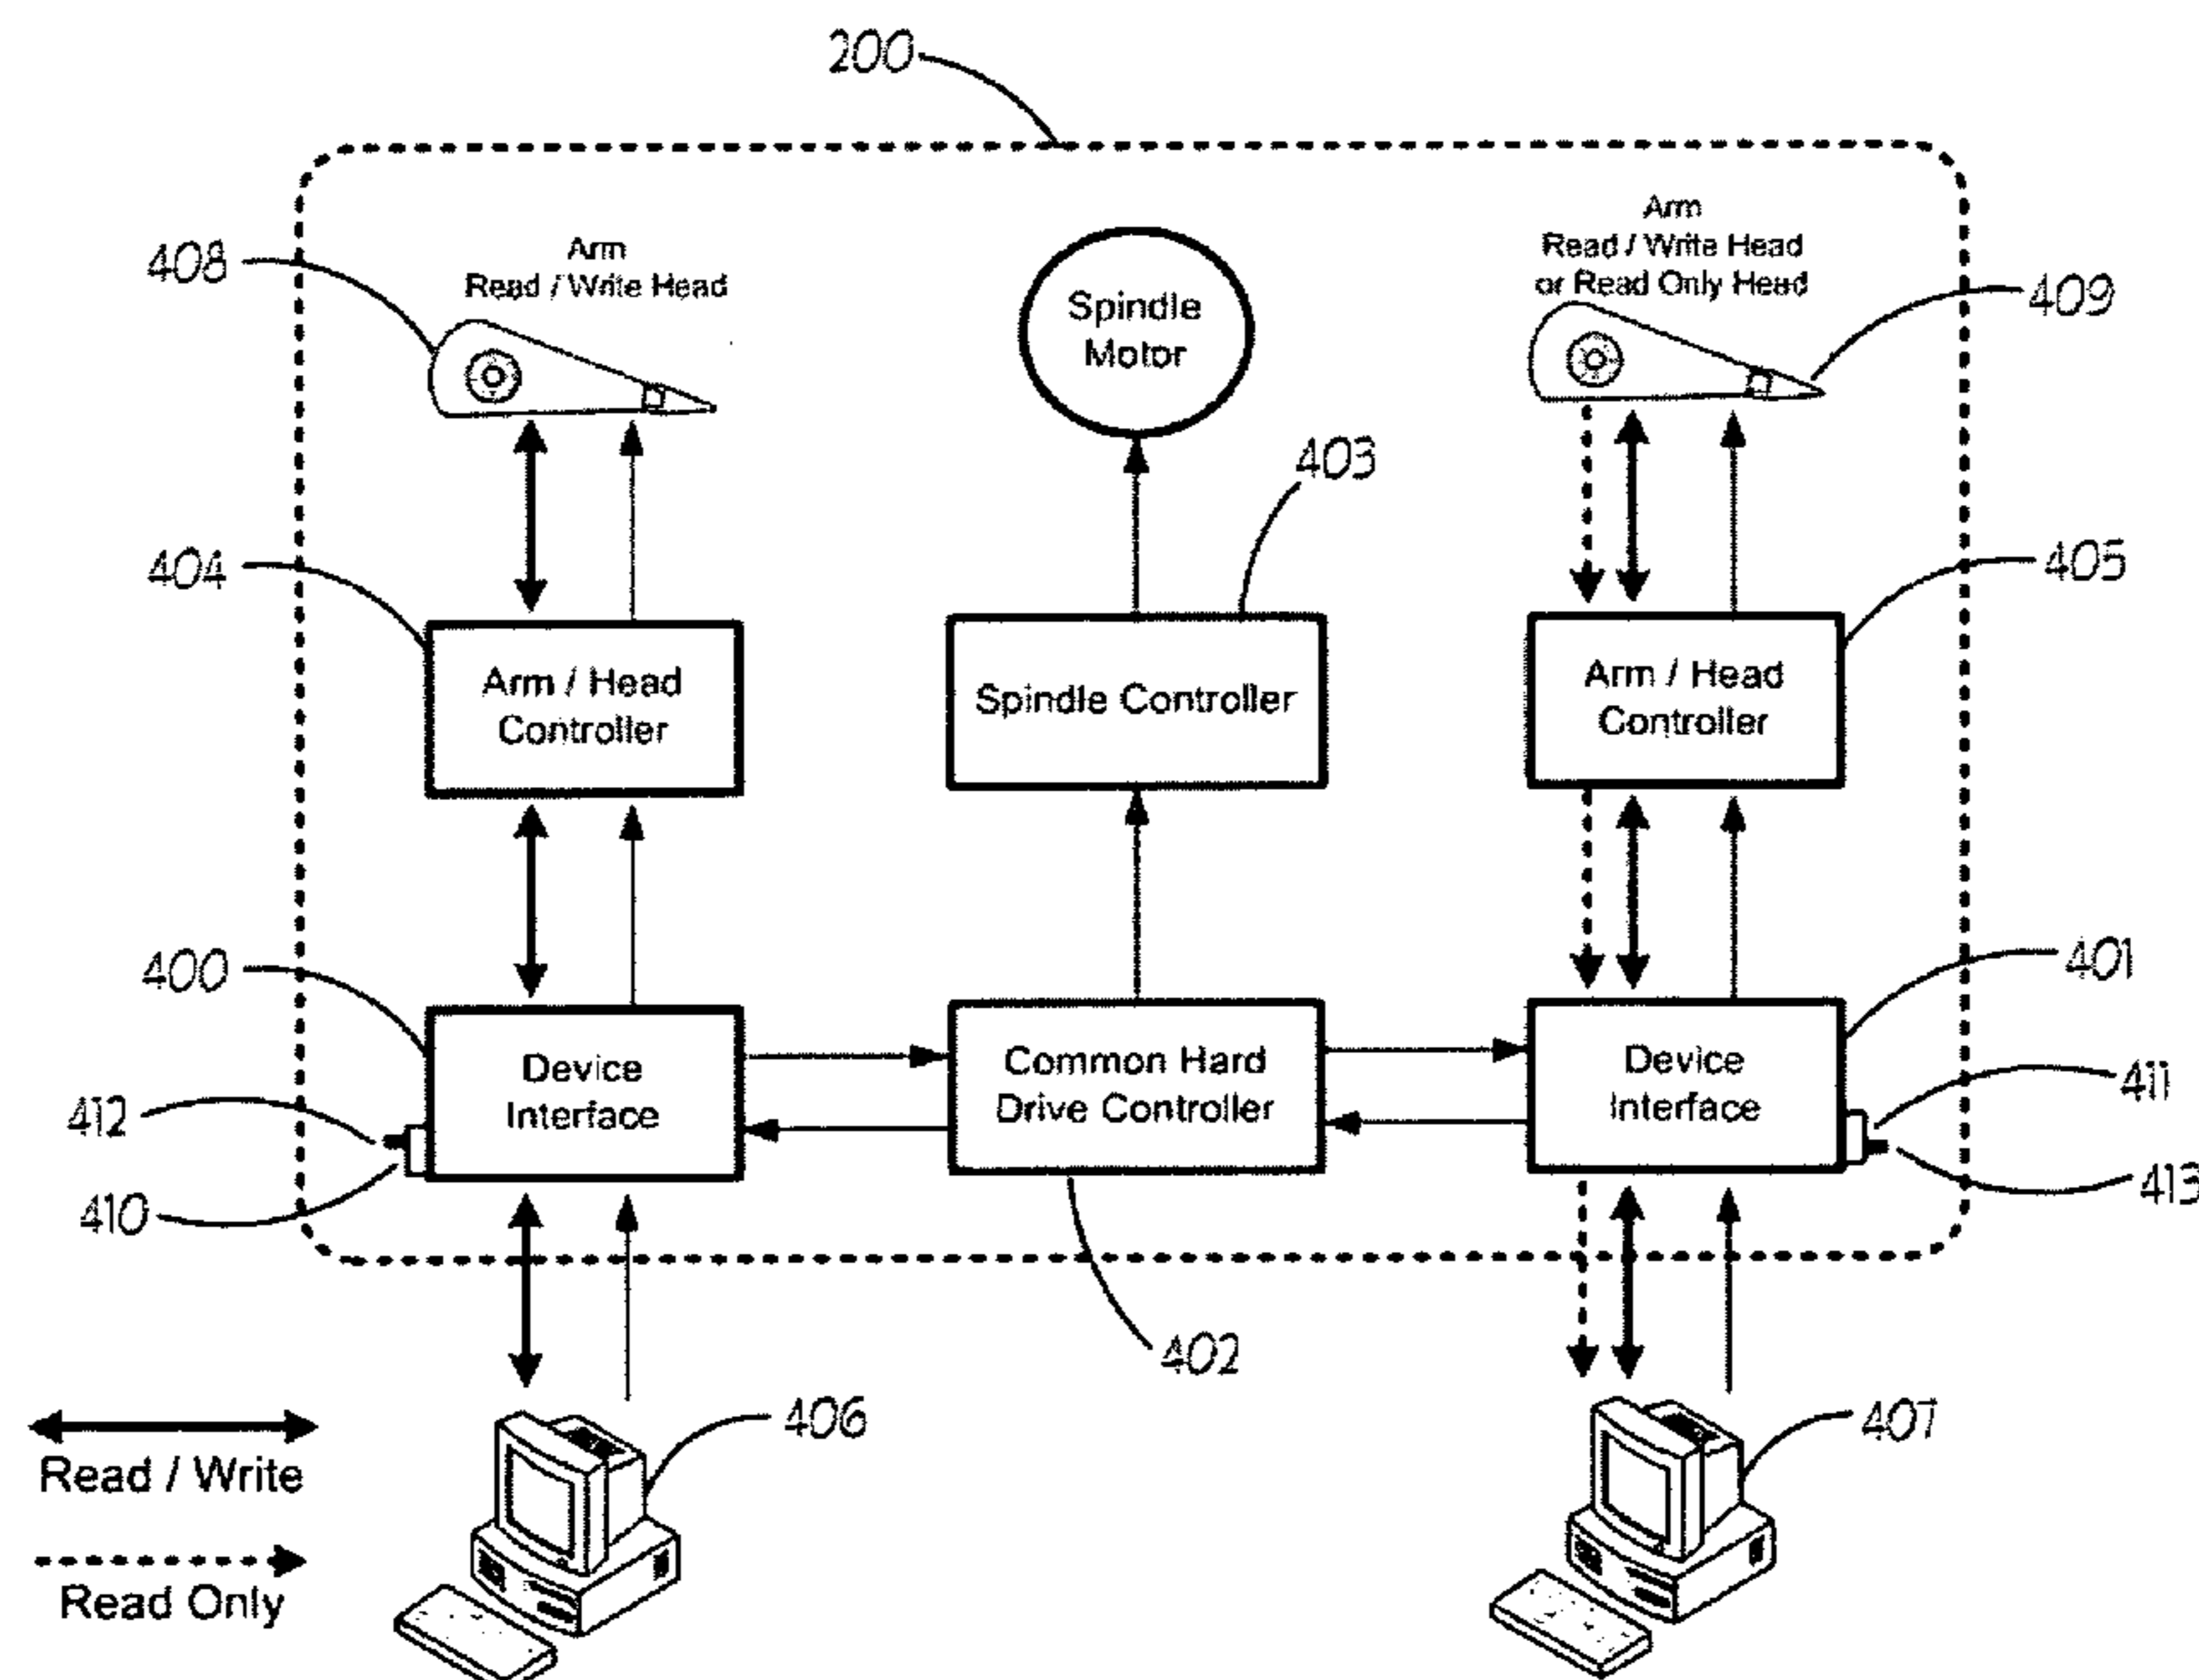 200
408
Arm
Read / Write Head
Spindle
Motor
Arm
Read / Write Head
or Read Only Head
409
403
404
405
Arm / Head
Controller
Spindle Controller
Arm / Head
Controller
400
401
Device
Interface
Common Hard
Drive Controller
Device
Interface
412
410
411
413
402
406
407
Read / Write
Read Only